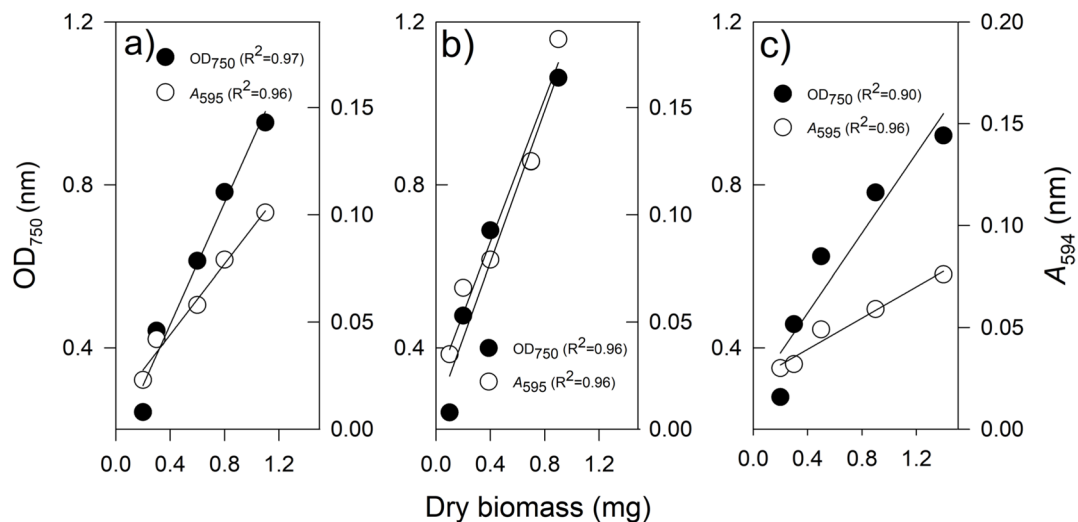 a)
OD750 (R2=0.97)
A595 (R2=0.96)
b)
OD750 (R2=0.96)
A595 (R2=0.96)
c)
OD750 (R2=0.90)
A595 (R2=0.96)
OD750 (nm)
1.2
0.8
0.4
0.15
0.10
0.05
0.00
1.2
0.8
0.4
0.15
0.10
0.05
0.00
1.2
0.8
0.4
0.20
0.15
0.10
0.05
0.00
A594 (nm)
0.0 0.4 0.8 1.2
0.0 0.4 0.8 1.2
0.0 0.4 0.8 1.2
Dry biomass (mg)